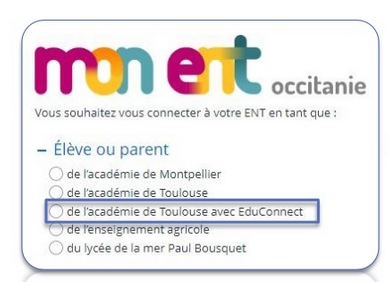 mon ent occitanie
Vous souhaitez vous connecter à votre ENT en tant que :
– Élève ou parent
de l'académie de Montpellier
de l'académie de Toulouse
de l'académie de Toulouse avec EduConnect
de l'enseignement agricole
du lycée de la mer Paul Bousquet